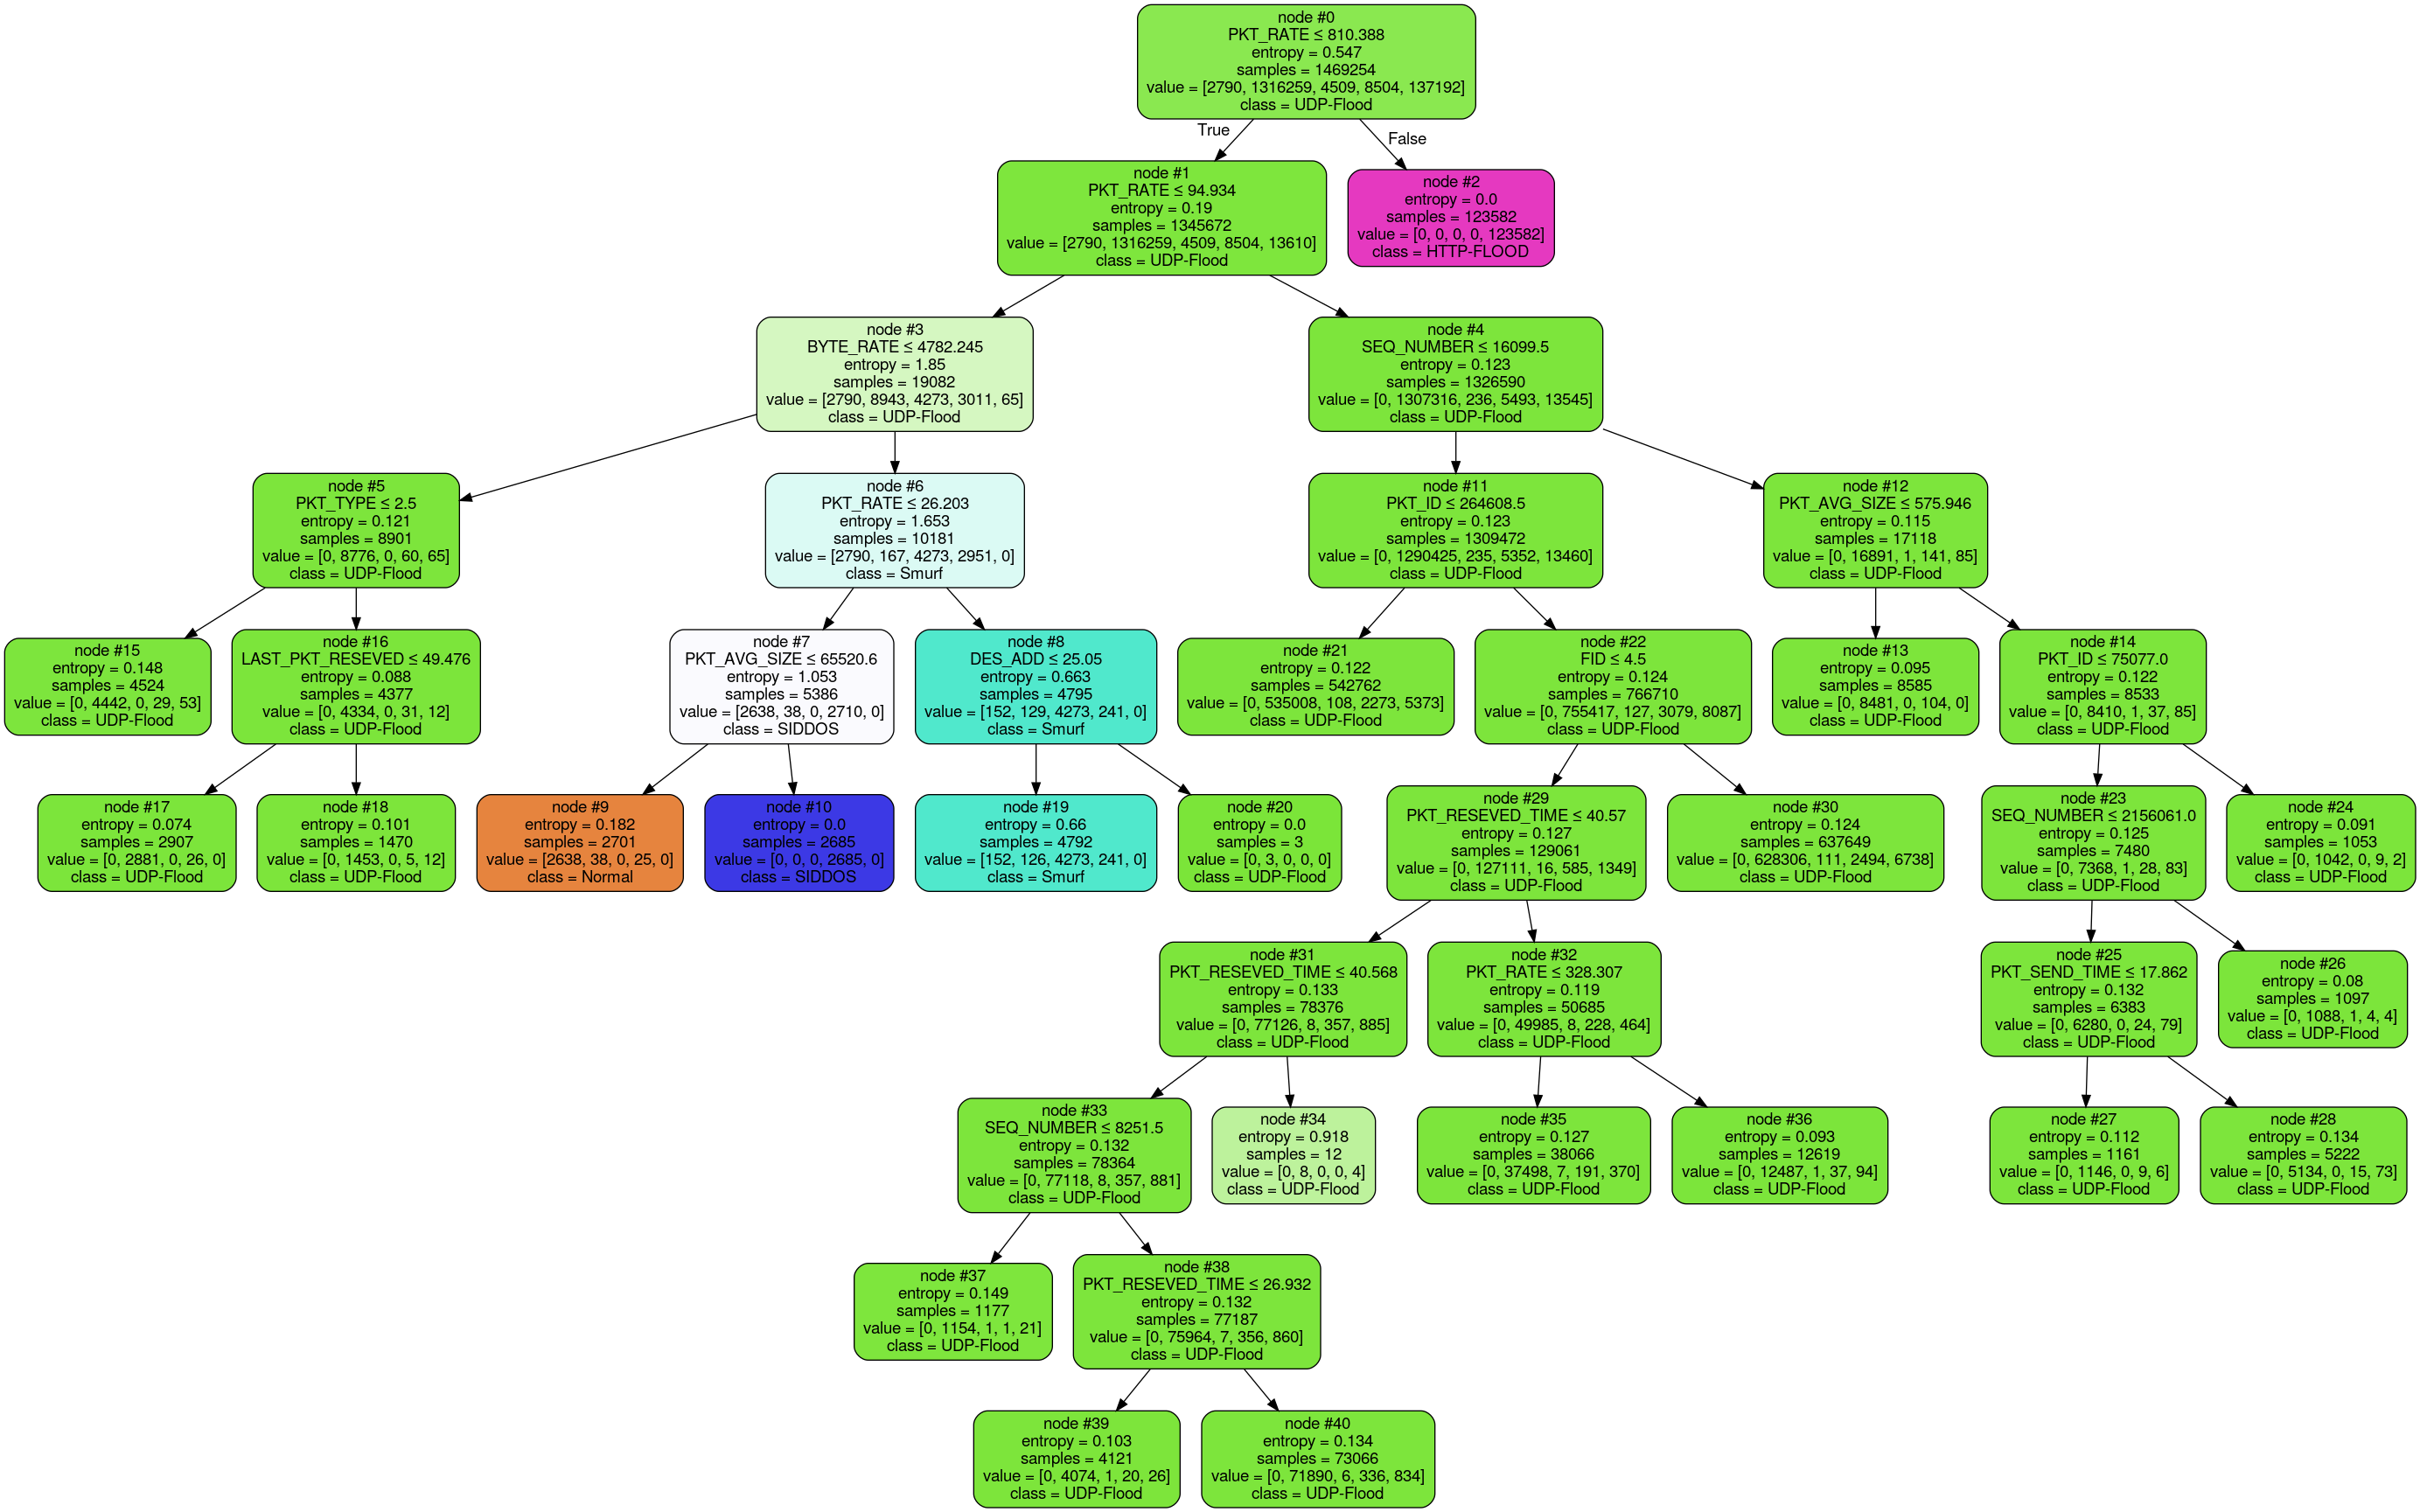 node #0
PKT_RATE ≤ 810.388
entropy = 0.547
samples = 1469254
value = [2790, 1316259, 4509, 8504, 137192]
class = UDP-Flood
True
False
node #1
PKT_RATE ≤ 94.934
entropy = 0.19
samples = 1345672
value = [2790, 1316259, 4509, 8504, 13610]
class = UDP-Flood
node #2
entropy = 0.0
samples = 123582
value = [0, 0, 0, 0, 123582]
class = HTTP-FLOOD
node #3
BYTE_RATE ≤ 4782.245
entropy = 1.85
samples = 19082
value = [2790, 8943, 4273, 3011, 65]
class = UDP-Flood
node #4
SEQ_NUMBER ≤ 16099.5
entropy = 0.123
samples = 1326590
value = [0, 1307316, 236, 5493, 13545]
class = UDP-Flood
node #5
PKT_TYPE ≤ 2.5
entropy = 0.121
samples = 8901
value = [0, 8776, 0, 60, 65]
class = UDP-Flood
node #6
PKT_RATE ≤ 26.203
entropy = 1.653
samples = 10181
value = [2790, 167, 4273, 2951, 0]
class = Smurf
node #11
PKT_ID ≤ 264608.5
entropy = 0.123
samples = 1309472
value = [0, 1290425, 235, 5352, 13460]
class = UDP-Flood
node #12
PKT_AVG_SIZE ≤ 575.946
entropy = 0.115
samples = 17118
value = [0, 16891, 1, 141, 85]
class = UDP-Flood
node #15
entropy = 0.148
samples = 4524
value = [0, 4442, 0, 29, 53]
class = UDP-Flood
node #16
LAST_PKT_RESEVED ≤ 49.476
entropy = 0.088
samples = 4377
value = [0, 4334, 0, 31, 12]
class = UDP-Flood
node #7
PKT_AVG_SIZE ≤ 65520.6
entropy = 1.053
samples = 5386
value = [2638, 38, 0, 2710, 0]
class = SIDDOS
node #8
DES_ADD ≤ 25.05
entropy = 0.663
samples = 4795
value = [152, 129, 4273, 241, 0]
class = Smurf
node #21
entropy = 0.122
samples = 542762
value = [0, 535008, 108, 2273, 5373]
class = UDP-Flood
node #22
FID ≤ 4.5
entropy = 0.124
samples = 766710
value = [0, 755417, 127, 3079, 8087]
class = UDP-Flood
node #13
entropy = 0.095
samples = 8585
value = [0, 8481, 0, 104, 0]
class = UDP-Flood
node #14
PKT_ID ≤ 75077.0
entropy = 0.122
samples = 8533
value = [0, 8410, 1, 37, 85]
class = UDP-Flood
node #17
entropy = 0.074
samples = 2907
value = [0, 2881, 0, 26, 0]
class = UDP-Flood
node #18
entropy = 0.101
samples = 1470
value = [0, 1453, 0, 5, 12]
class = UDP-Flood
node #9
entropy = 0.182
samples = 2701
value = [2638, 38, 0, 25, 0]
class = Normal
node #10
entropy = 0.0
samples = 2685
value = [0, 0, 0, 2685, 0]
class = SIDDOS
node #19
entropy = 0.66
samples = 4792
value = [152, 126, 4273, 241, 0]
class = Smurf
node #20
entropy = 0.0
samples = 3
value = [0, 3, 0, 0, 0]
class = UDP-Flood
node #29
PKT_RESEVED_TIME ≤ 40.57
entropy = 0.127
samples = 129061
value = [0, 127111, 16, 585, 1349]
class = UDP-Flood
node #30
entropy = 0.124
samples = 637649
value = [0, 628306, 111, 2494, 6738]
class = UDP-Flood
node #23
SEQ_NUMBER ≤ 2156061.0
entropy = 0.125
samples = 7480
value = [0, 7368, 1, 28, 83]
class = UDP-Flood
node #24
entropy = 0.091
samples = 1053
value = [0, 1042, 0, 9, 2]
class = UDP-Flood
node #31
PKT_RESEVED_TIME ≤ 40.568
entropy = 0.133
samples = 78376
value = [0, 77126, 8, 357, 885]
class = UDP-Flood
node #32
PKT_RATE ≤ 328.307
entropy = 0.119
samples = 50685
value = [0, 49985, 8, 228, 464]
class = UDP-Flood
node #25
PKT_SEND_TIME ≤ 17.862
entropy = 0.132
samples = 6383
value = [0, 6280, 0, 24, 79]
class = UDP-Flood
node #26
entropy = 0.08
samples = 1097
value = [0, 1088, 1, 4, 4]
class = UDP-Flood
node #33
SEQ_NUMBER ≤ 8251.5
entropy = 0.132
samples = 78364
value = [0, 77118, 8, 357, 881]
class = UDP-Flood
node #34
entropy = 0.918
samples = 12
value = [0, 8, 0, 0, 4]
class = UDP-Flood
node #35
entropy = 0.127
samples = 38066
value = [0, 37498, 7, 191, 370]
class = UDP-Flood
node #36
entropy = 0.093
samples = 12619
value = [0, 12487, 1, 37, 94]
class = UDP-Flood
node #27
entropy = 0.112
samples = 1161
value = [0, 1146, 0, 9, 6]
class = UDP-Flood
node #28
entropy = 0.134
samples = 5222
value = [0, 5134, 0, 15, 73]
class = UDP-Flood
node #37
entropy = 0.149
samples = 1177
value = [0, 1154, 1, 1, 21]
class = UDP-Flood
node #38
PKT_RESEVED_TIME ≤ 26.932
entropy = 0.132
samples = 77187
value = [0, 75964, 7, 356, 860]
class = UDP-Flood
node #39
entropy = 0.103
samples = 4121
value = [0, 4074, 1, 20, 26]
class = UDP-Flood
node #40
entropy = 0.134
samples = 73066
value = [0, 71890, 6, 336, 834]
class = UDP-Flood